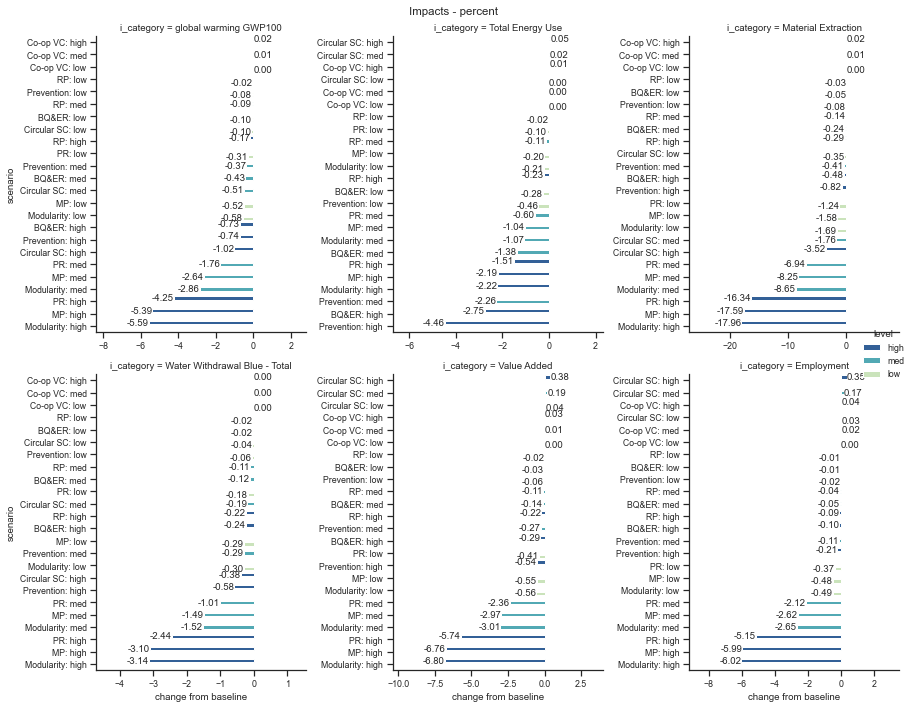 Impacts - percent
i_category = global warming GWP100
scenario
Co-op VC: high 0.02
Co-op VC: med 0.01
Co-op VC: low 0.00
RP: low -0.02
Prevention: low -0.08
RP: med -0.09
BQ&ER: low -0.10
Circular SC: low -0.10
RP: high -0.17
PR: low -0.31
Prevention: med -0.37
BQ&ER: med -0.43
Circular SC: med -0.51
MP: low -0.52
Modularity: low -0.58
BQ&ER: high -0.73
Prevention: high -0.74
Circular SC: high -1.02
PR: med -1.76
MP: med -2.64
Modularity: med -2.86
PR: high -4.25
MP: high -5.39
Modularity: high -5.59
−8 −6 −4 −2 0 2
i_category = Total Energy Use
Circular SC: high 0.05
Circular SC: med 0.02
Co-op VC: high 0.01
Circular SC: low 0.00
Co-op VC: med 0.00
Co-op VC: low 0.00
RP: low -0.02
PR: low -0.10
RP: med -0.11
MP: low -0.20
Modularity: low -0.21
RP: high -0.23
BQ&ER: low -0.28
Prevention: low -0.46
PR: med -0.60
MP: med -1.04
Modularity: med -1.07
BQ&ER: med -1.38
PR: high -1.51
MP: high -2.19
Modularity: high -2.22
Prevention: med -2.26
BQ&ER: high -2.75
Prevention: high -4.46
−6 −4 −2 0 2
i_category = Material Extraction
Co-op VC: high 0.02
Co-op VC: med 0.01
Co-op VC: low 0.00
RP: low -0.03
BQ&ER: low -0.05
Prevention: low -0.08
RP: med -0.14
BQ&ER: med -0.24
RP: high -0.29
Circular SC: low -0.35
Prevention: med -0.41
BQ&ER: high -0.48
Prevention: high -0.82
PR: low -1.24
MP: low -1.58
Modularity: low -1.69
Circular SC: med -1.76
Circular SC: high -3.52
PR: med -6.94
MP: med -8.25
Modularity: med -8.65
PR: high -16.34
MP: high -17.59
Modularity: high -17.96
−20 −10 0
level
high
med
low
i_category = Water Withdrawal Blue - Total
scenario
Co-op VC: high 0.00
Co-op VC: med 0.00
Co-op VC: low 0.00
RP: low -0.02
BQ&ER: low -0.02
Circular SC: low -0.04
Prevention: low -0.06
RP: med -0.11
BQ&ER: med -0.12
PR: low -0.18
Circular SC: med -0.19
RP: high -0.22
BQ&ER: high -0.24
MP: low -0.29
Prevention: med -0.29
Modularity: low -0.30
Circular SC: high -0.38
Prevention: high -0.58
PR: med -1.01
MP: med -1.49
Modularity: med -1.52
PR: high -2.44
MP: high -3.10
Modularity: high -3.14
−4 −3 −2 −1 0 1
change from baseline
i_category = Value Added
Circular SC: high 0.38
Circular SC: med 0.19
Circular SC: low 0.04
Co-op VC: high 0.03
Co-op VC: med 0.01
Co-op VC: low 0.00
RP: low -0.02
BQ&ER: low -0.03
Prevention: low -0.06
RP: med -0.11
BQ&ER: med -0.14
RP: high -0.22
Prevention: med -0.27
BQ&ER: high -0.29
PR: low -0.41
Prevention: high -0.54
MP: low -0.55
Modularity: low -0.56
PR: med -2.36
MP: med -2.97
Modularity: med -3.01
PR: high -5.74
MP: high -6.76
Modularity: high -6.80
−10.0 −7.5 −5.0 −2.5 0.0 2.5
change from baseline
i_category = Employment
Circular SC: high 0.35
Circular SC: med 0.17
Co-op VC: high 0.04
Circular SC: low 0.03
Co-op VC: med 0.02
Co-op VC: low 0.00
RP: low -0.01
BQ&ER: low -0.01
Prevention: low -0.02
RP: med -0.04
BQ&ER: med -0.05
RP: high -0.09
BQ&ER: high -0.10
Prevention: med -0.11
Prevention: high -0.21
PR: low -0.37
MP: low -0.48
Modularity: low -0.49
PR: med -2.12
MP: med -2.62
Modularity: med -2.65
PR: high -5.15
MP: high -5.99
Modularity: high -6.02
−8 −6 −4 −2 0 2
change from baseline